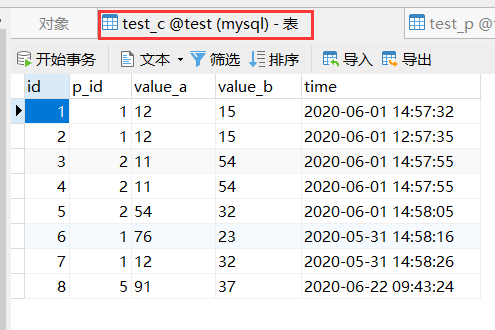 对象 test_c @test (mysql) - 表 test_p @t
开始事务 文本 筛选 排序 导入 导出
id p_id value_a value_b time
1 1 12 15 2020-06-01 14:57:32
2 1 12 15 2020-06-01 12:57:35
3 2 11 54 2020-06-01 14:57:55
4 2 11 54 2020-06-01 14:57:55
5 2 54 32 2020-06-01 14:58:05
6 1 76 23 2020-05-31 14:58:16
7 1 12 32 2020-05-31 14:58:26
8 5 91 37 2020-06-22 09:43:24